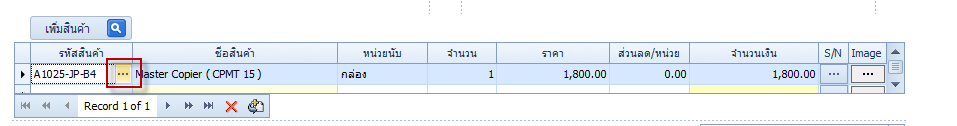 เพิ่มสินค้า
รหัสสินค้า ชื่อสินค้า หน่วยนับ จำนวน ราคา ส่วนลด/หน่วย จำนวนเงิน S/N Image
A1025-JP-B4 ... Master Copier ( CPMT 15 ) กล่อง 1 1,800.00 0.00 1,800.00 ... ...
Record 1 of 1